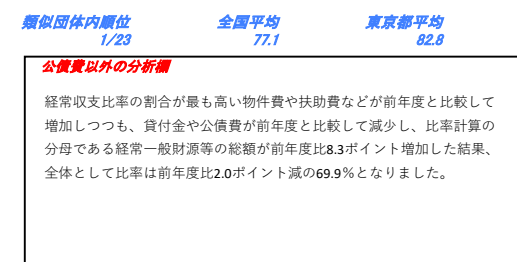 類似団体内順位 全国平均 東京都平均
1/23 77.1 82.8
公債費以外の分析欄
経常収支比率の割合が最も高い物件費や扶助費などが前年度と比較して
増加しつつも、貸付金や公債費が前年度と比較して減少し、比率計算の
分母である経常一般財源等の総額が前年度比8.3ポイント増加した結果、
全体として比率は前年度比2.0ポイント減の69.9％となりました。